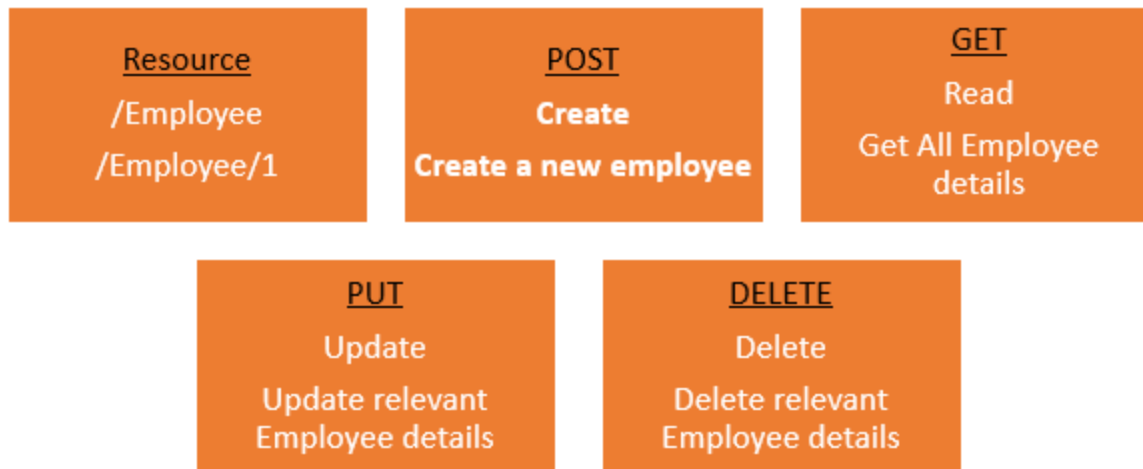 Resource
/Employee
/Employee/1
POST
Create
Create a new employee
GET
Read
Get All Employee
details
PUT
Update
Update relevant
Employee details
DELETE
Delete
Delete relevant
Employee details